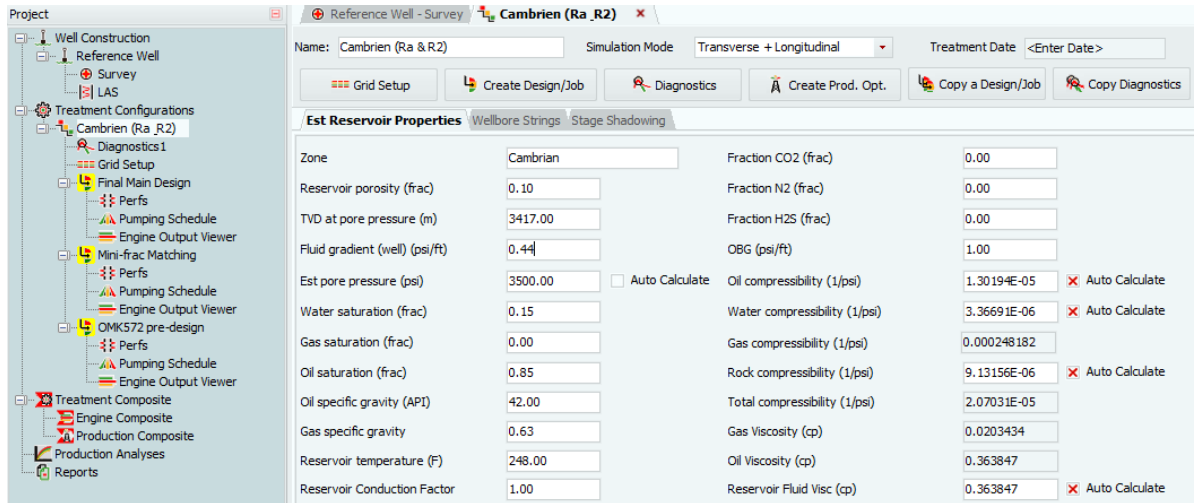 Project
Well Construction
Reference Well
Survey
LAS
Treatment Configurations
Cambrien (Ra _R2)
Diagnostics1
Grid Setup
Final Main Design
Perfs
Pumping Schedule
Engine Output Viewer
Mini-frac Matching
Perfs
Pumping Schedule
Engine Output Viewer
OMK572 pre-design
Perfs
Pumping Schedule
Engine Output Viewer
Treatment Composite
Engine Composite
Production Composite
Production Analyses
Reports
Reference Well - Survey Cambrien (Ra _R2)
Name: Cambrien (Ra & R2) Simulation Mode Transverse + Longitudinal Treatment Date <Enter Date>
Grid Setup Create Design/Job Diagnostics Create Prod. Opt. Copy a Design/Job Copy Diagnostics
Est Reservoir Properties Wellbore Strings Stage Shadowing
Zone Cambrian Fraction CO2 (frac) 0.00
Reservoir porosity (frac) 0.10 Fraction N2 (frac) 0.00
TVD at pore pressure (m) 3417.00 Fraction H2S (frac) 0.00
Fluid gradient (well) (psi/ft) 0.44 OBG (psi/ft) 1.00
Est pore pressure (psi) 3500.00 Auto Calculate Oil compressibility (1/psi) 1.30194E-05 Auto Calculate
Water saturation (frac) 0.15 Water compressibility (1/psi) 3.36691E-06 Auto Calculate
Gas saturation (frac) 0.00 Gas compressibility (1/psi) 0.000248182
Oil saturation (frac) 0.85 Rock compressibility (1/psi) 9.13156E-06 Auto Calculate
Oil specific gravity (API) 42.00 Total compressibility (1/psi) 2.07031E-05
Gas specific gravity 0.63 Gas Viscosity (cp) 0.0203434
Reservoir temperature (F) 248.00 Oil Viscosity (cp) 0.363847
Reservoir Conduction Factor 1.00 Reservoir Fluid Visc (cp) 0.363847 Auto Calculate